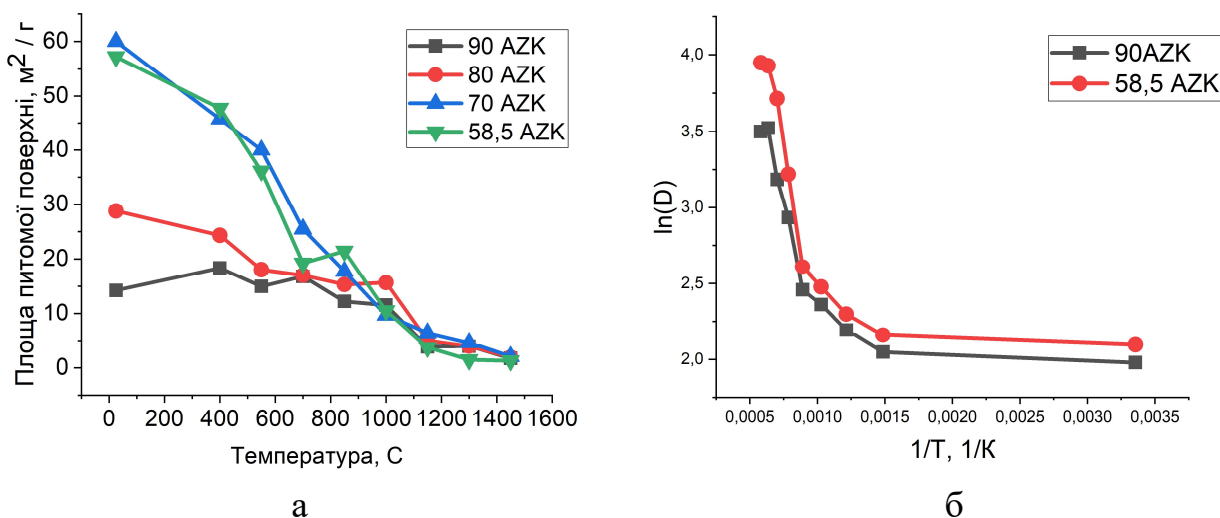 Площа питомої поверхні, м² / г
60
50
40
30
20
10
0
0 200 400 600 800 1000 1200 1400 1600
Температура, С
90 AZK
80 AZK
70 AZK
58,5 AZK
а
ln(D)
4,0
3,5
3,0
2,5
2,0
0,0005 0,0010 0,0015 0,0020 0,0025 0,0030 0,0035
1/T, 1/К
90AZK
58,5 AZK
б